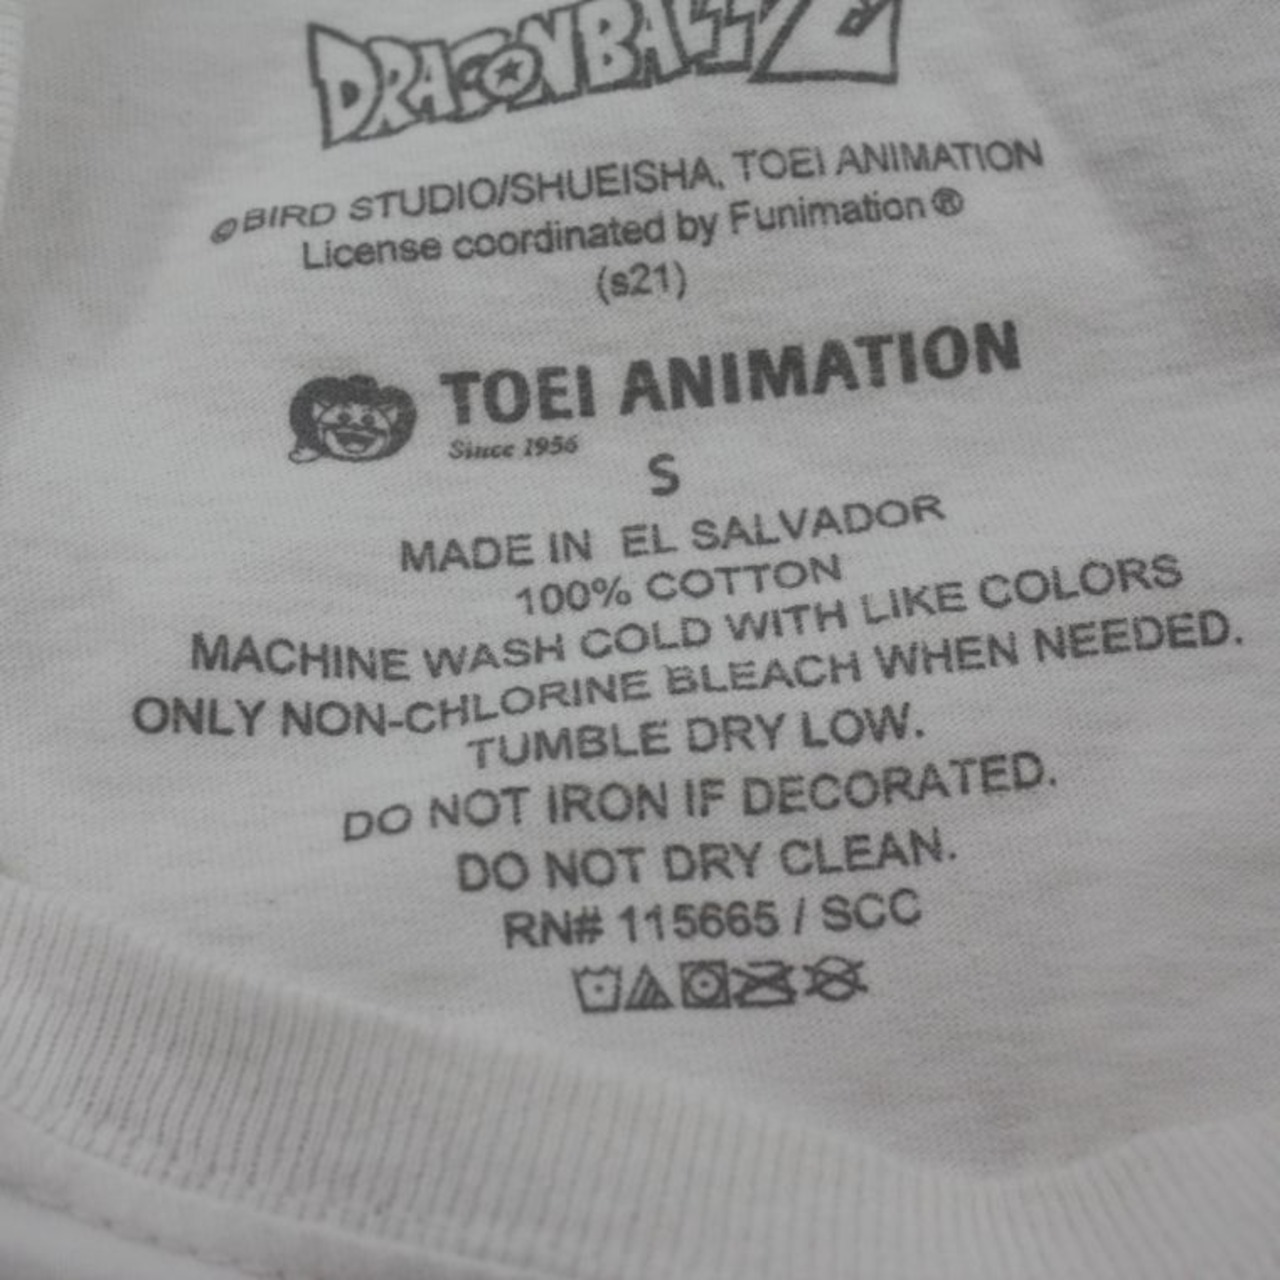 DRAGON BALL Z
©BIRD STUDIO/SHUEISHA, TOEI ANIMATION
License coordinated by Funimation®
(s21)
TOEI ANIMATION
Since 1956
S
MADE IN EL SALVADOR
100% COTTON
MACHINE WASH COLD WITH LIKE COLORS
ONLY NON-CHLORINE BLEACH WHEN NEEDED.
TUMBLE DRY LOW.
DO NOT IRON IF DECORATED.
DO NOT DRY CLEAN.
RN# 115665 / SCC